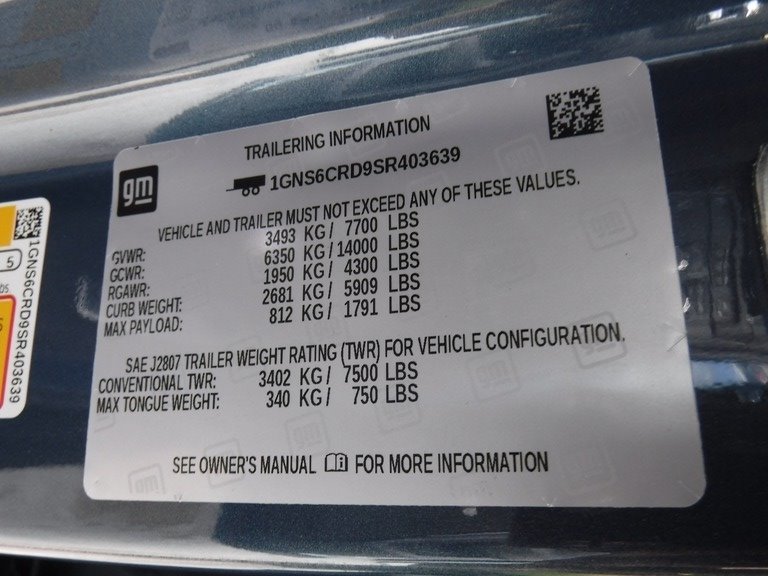 gm
TRAILERING INFORMATION
1GNS6CRD9SR403639
VEHICLE AND TRAILER MUST NOT EXCEED ANY OF THESE VALUES.
GVWR: 3493 KG / 7700 LBS
GCWR: 6350 KG / 14000 LBS
RGAWR: 1950 KG / 4300 LBS
CURB WEIGHT: 2681 KG / 5909 LBS
MAX PAYLOAD: 812 KG / 1791 LBS
SAE J2807 TRAILER WEIGHT RATING (TWR) FOR VEHICLE CONFIGURATION.
CONVENTIONAL TWR: 3402 KG / 7500 LBS
MAX TONGUE WEIGHT: 340 KG / 750 LBS
SEE OWNER'S MANUAL FOR MORE INFORMATION
1GNS6CRD9SR403639
5